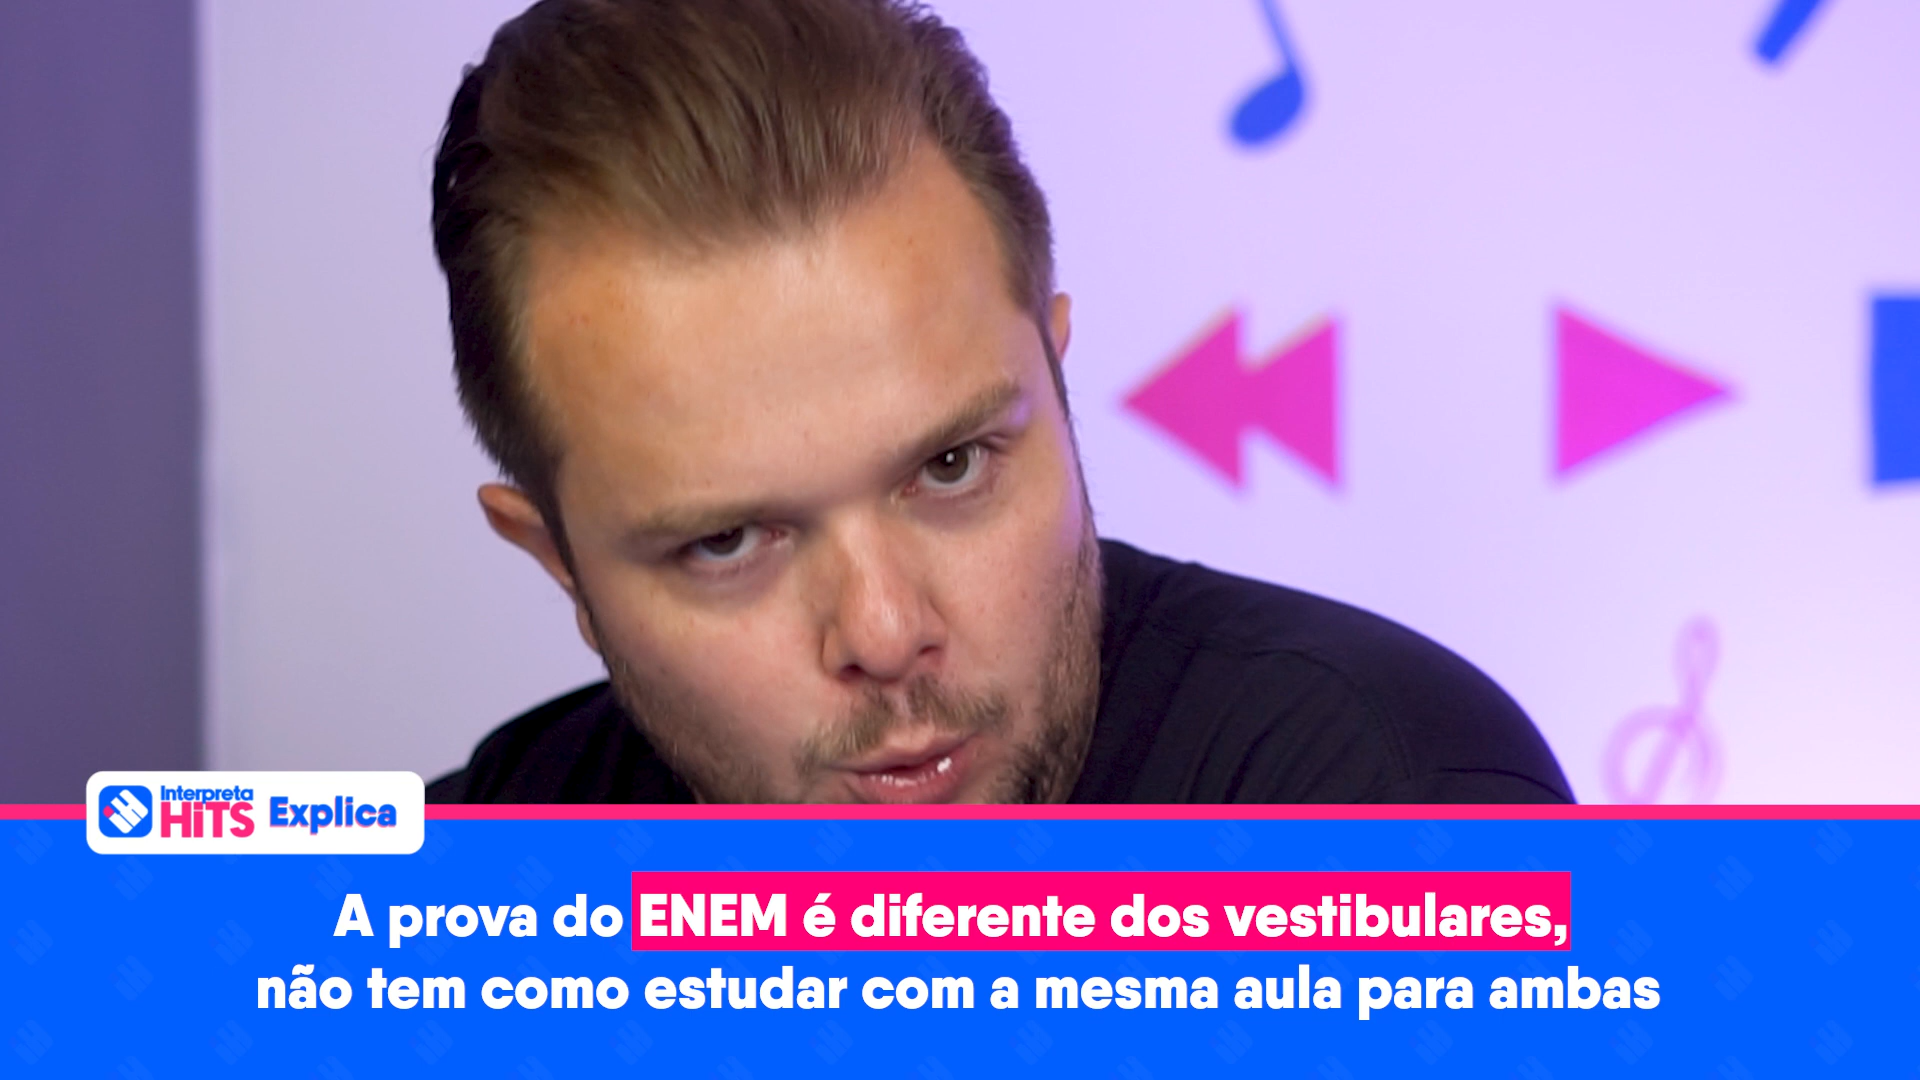 Interpreta
HiTS Explica
A prova do ENEM é diferente dos vestibulares,
não tem como estudar com a mesma aula para ambas